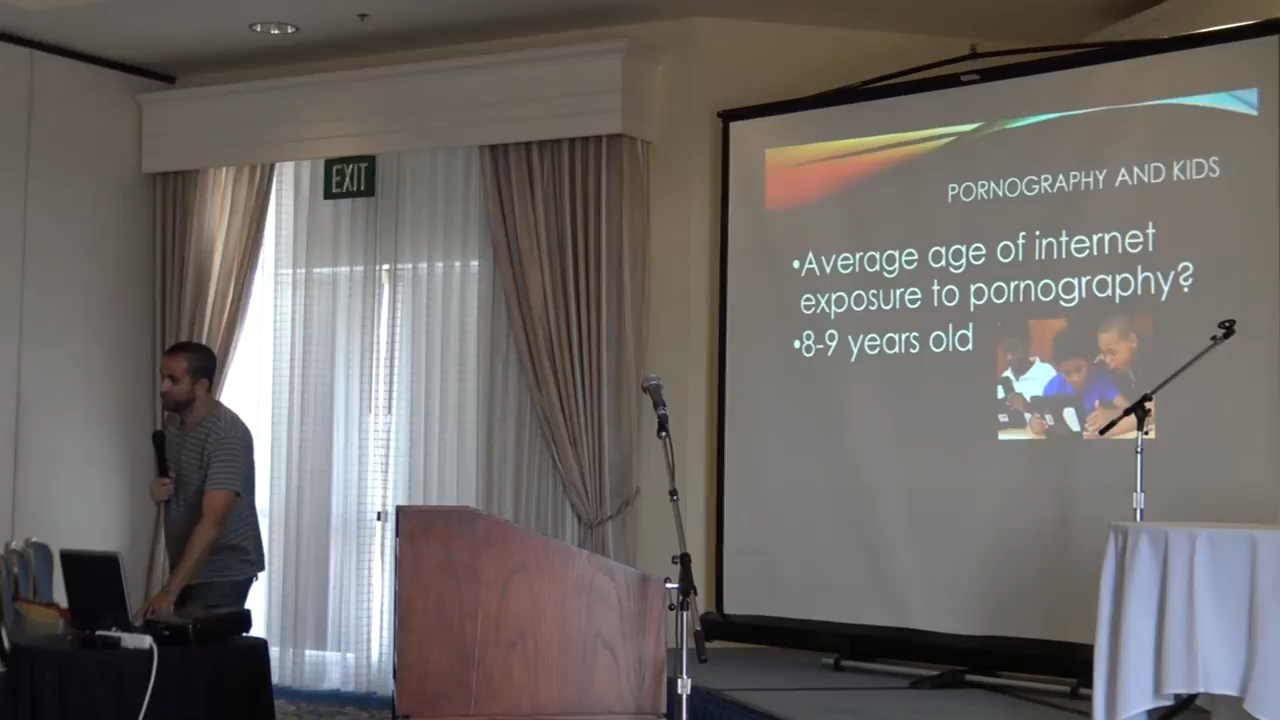 EXIT
PORNOGRAPHY AND KIDS
•Average age of internet
exposure to pornography?
•8-9 years old